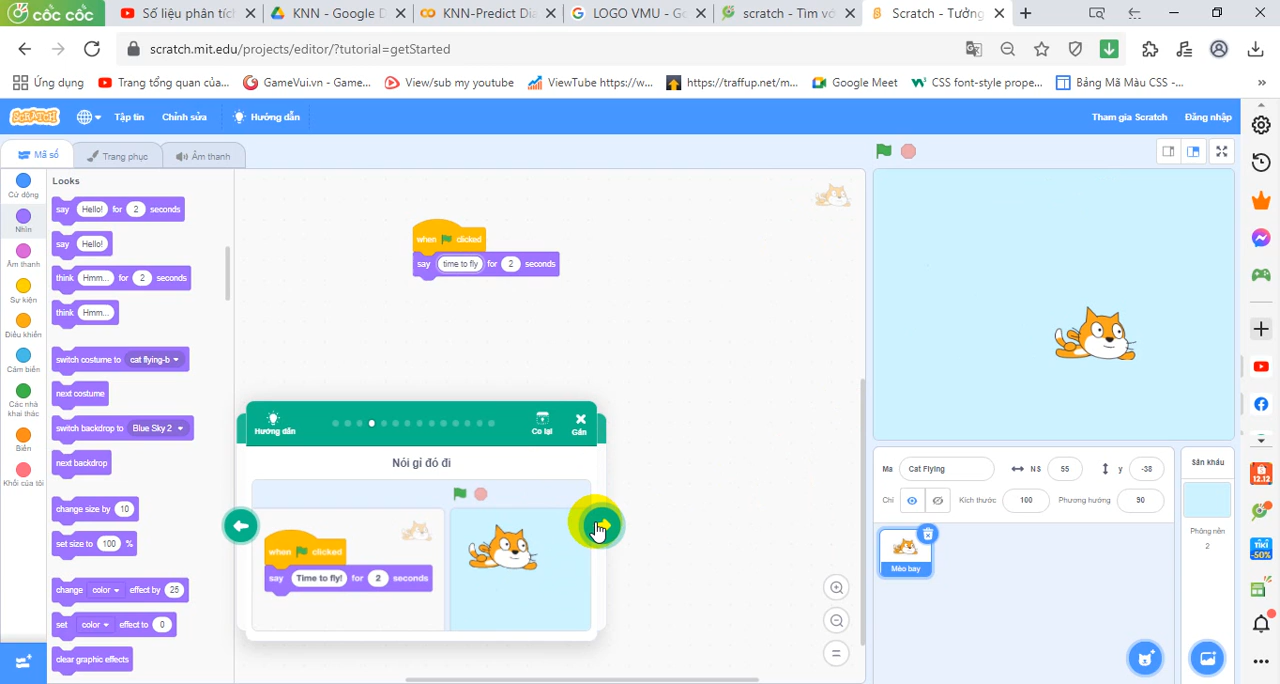 cốc cốc
Số liệu phân tích
KNN - Google D
KNN-Predict Dia
LOGO VMU - Go
scratch - Tìm vớ
Scratch - Tưởng
scratch.mit.edu/projects/editor/?tutorial=getStarted
Ứng dụng
Trang tổng quan của...
GameVui.vn - Game...
View/sub my youtube
ViewTube https://w...
https://traffup.net/m...
Google Meet
CSS font-style prope...
Bảng Mã Màu CSS -...
»
SCRATCH
Tập tin
Chỉnh sửa
Hướng dẫn
Tham gia Scratch
Đăng nhập
Mã số
Trang phục
Âm thanh
Cử động
Nhìn
Âm thanh
Sự kiện
Điều khiển
Cảm biến
Các nhà
khai thác
Biến
Khối của tôi
Looks
say Hello! for 2 seconds
say Hello!
think Hmm... for 2 seconds
think Hmm...
switch costume to cat flying-b
next costume
switch backdrop to Blue Sky 2
next backdrop
change size by 10
set size to 100 %
change color effect by 25
set color effect to 0
clear graphic effects
when clicked
say time to fly for 2 seconds
Hướng dẫn
Co lại
Gần
Nói gì đó đi
when clicked
say Time to fly! for 2 seconds
Ma
Cat Flying
N S
55
y
-38
Chỉ
Kích thước
100
Phương hướng
90
Mèo bay
Sân khấu
Phông nền
2
12.12
TIKI
-50%